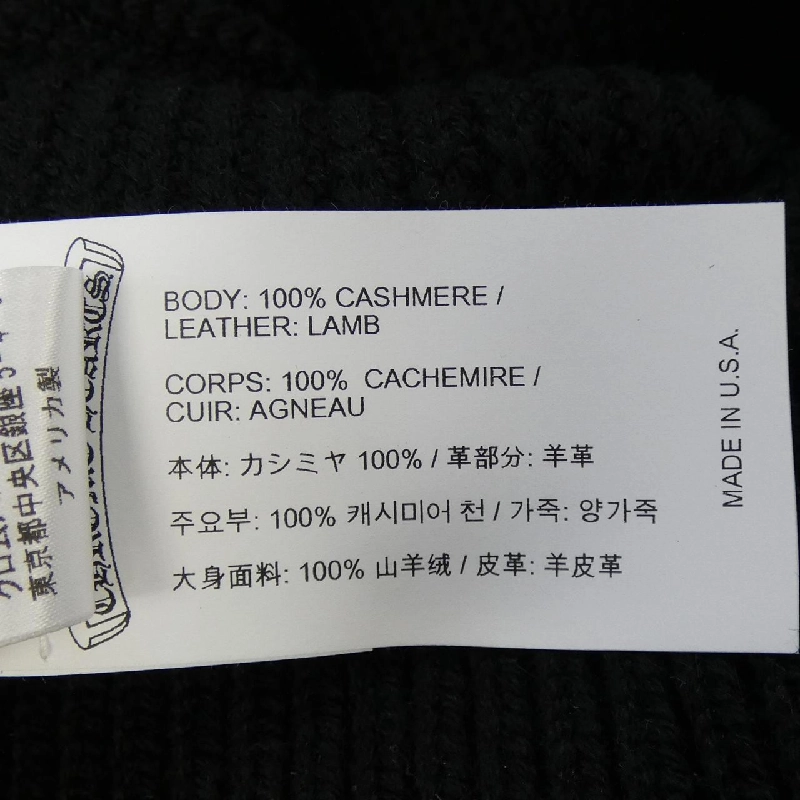 BODY: 100% CASHMERE /
LEATHER: LAMB
CORPS: 100% CACHEMIRE /
CUIR: AGNEAU
本体: カシミヤ 100% / 革部分: 羊革
주요부: 100% 캐시미어 천 / 가죽: 양가죽
大身面料: 100% 山羊绒 / 皮革: 羊皮革
MADE IN U.S.A.
東京都中央区銀座
アメリカ製